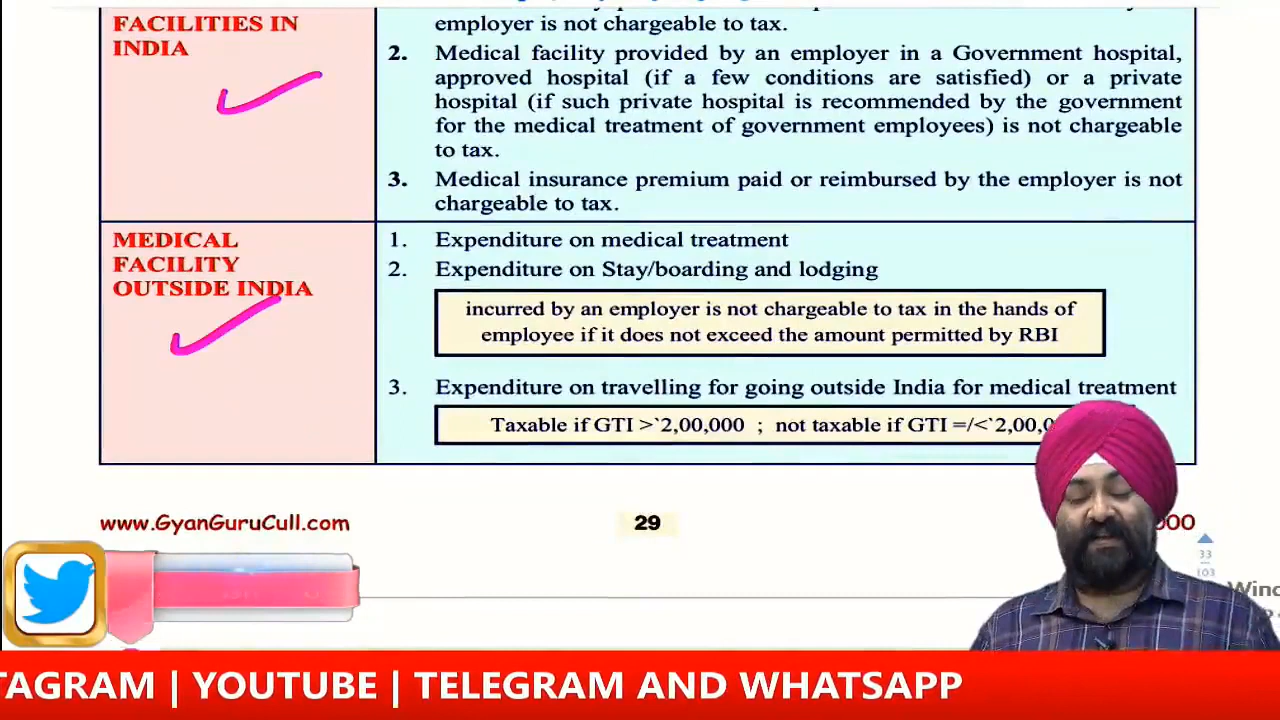 FACILITIES IN
INDIA
employer is not chargeable to tax.
2. Medical facility provided by an employer in a Government hospital,
approved hospital (if a few conditions are satisfied) or a private
hospital (if such private hospital is recommended by the government
for the medical treatment of government employees) is not chargeable
to tax.
3. Medical insurance premium paid or reimbursed by the employer is not
chargeable to tax.
MEDICAL
FACILITY
OUTSIDE INDIA
1. Expenditure on medical treatment
2. Expenditure on Stay/boarding and lodging
incurred by an employer is not chargeable to tax in the hands of
employee if it does not exceed the amount permitted by RBI
3. Expenditure on travelling for going outside India for medical treatment
Taxable if GTI >`2,00,000 ; not taxable if GTI =/<`2,00,0
www.GyanGuruCull.com
29
000
33
103
Wind
TAGRAM | YOUTUBE | TELEGRAM AND WHATSAPP